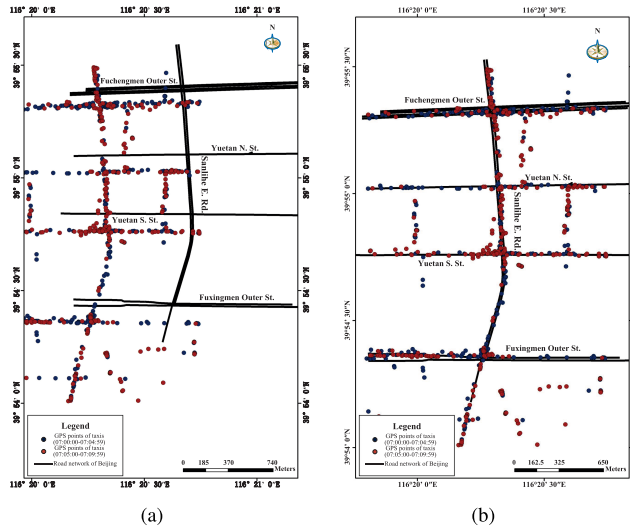 116° 20' 0"E
116° 20' 30"E
116° 21' 0"E
N
39° 55' 30"E
Fuchengmen Outer St.
Yuetan N. St.
39° 55' 0"E
Sanlihe E. Rd.
Yuetan S. St.
39° 54' 30"E
Fuxingmen Outer St.
39° 54' 0"E
Legend
GPS points of taxis
(07:00:00-07:04:59)
GPS points of taxis
(07:05:00-07:09:59)
Road network of Beijing
0 185 370 740
Meters
116° 20' 0"E
116° 20' 30"E
116° 21' 0"E
(a)
116°20' 0"E
116°20' 30"E
N
39°55' 30"N
Fuchengmen Outer St.
Yuetan N. St.
39°55' 0"N
Sanlihe E. Rd.
Yuetan S. St.
39°54' 30"N
Fuxingmen Outer St.
39°54' 0"N
Legend
GPS points of taxis
(07:00:00-07:04:59)
GPS points of taxis
(07:05:00-07:09:59)
Road network of Beijing
0 162.5 325 650
Meters
116°20' 0"E
116°20' 30"E
(b)